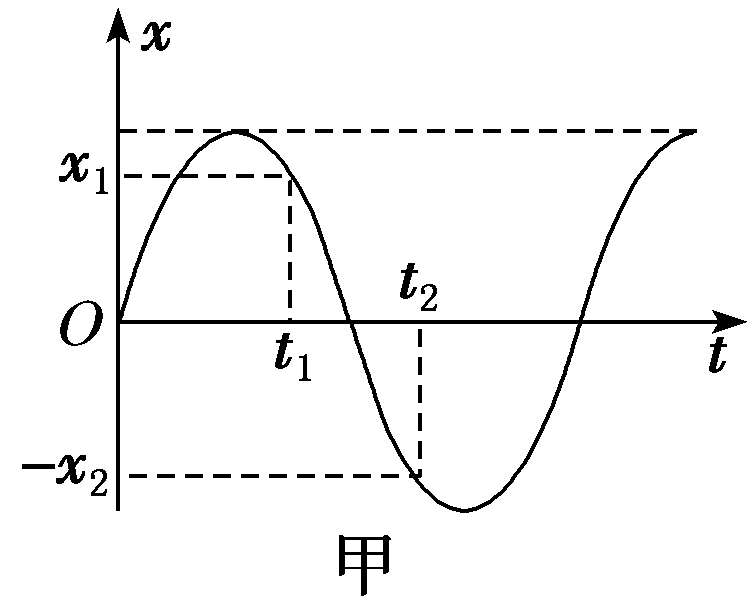 x
x₁
t₂
O
t₁
t
-x₂
甲